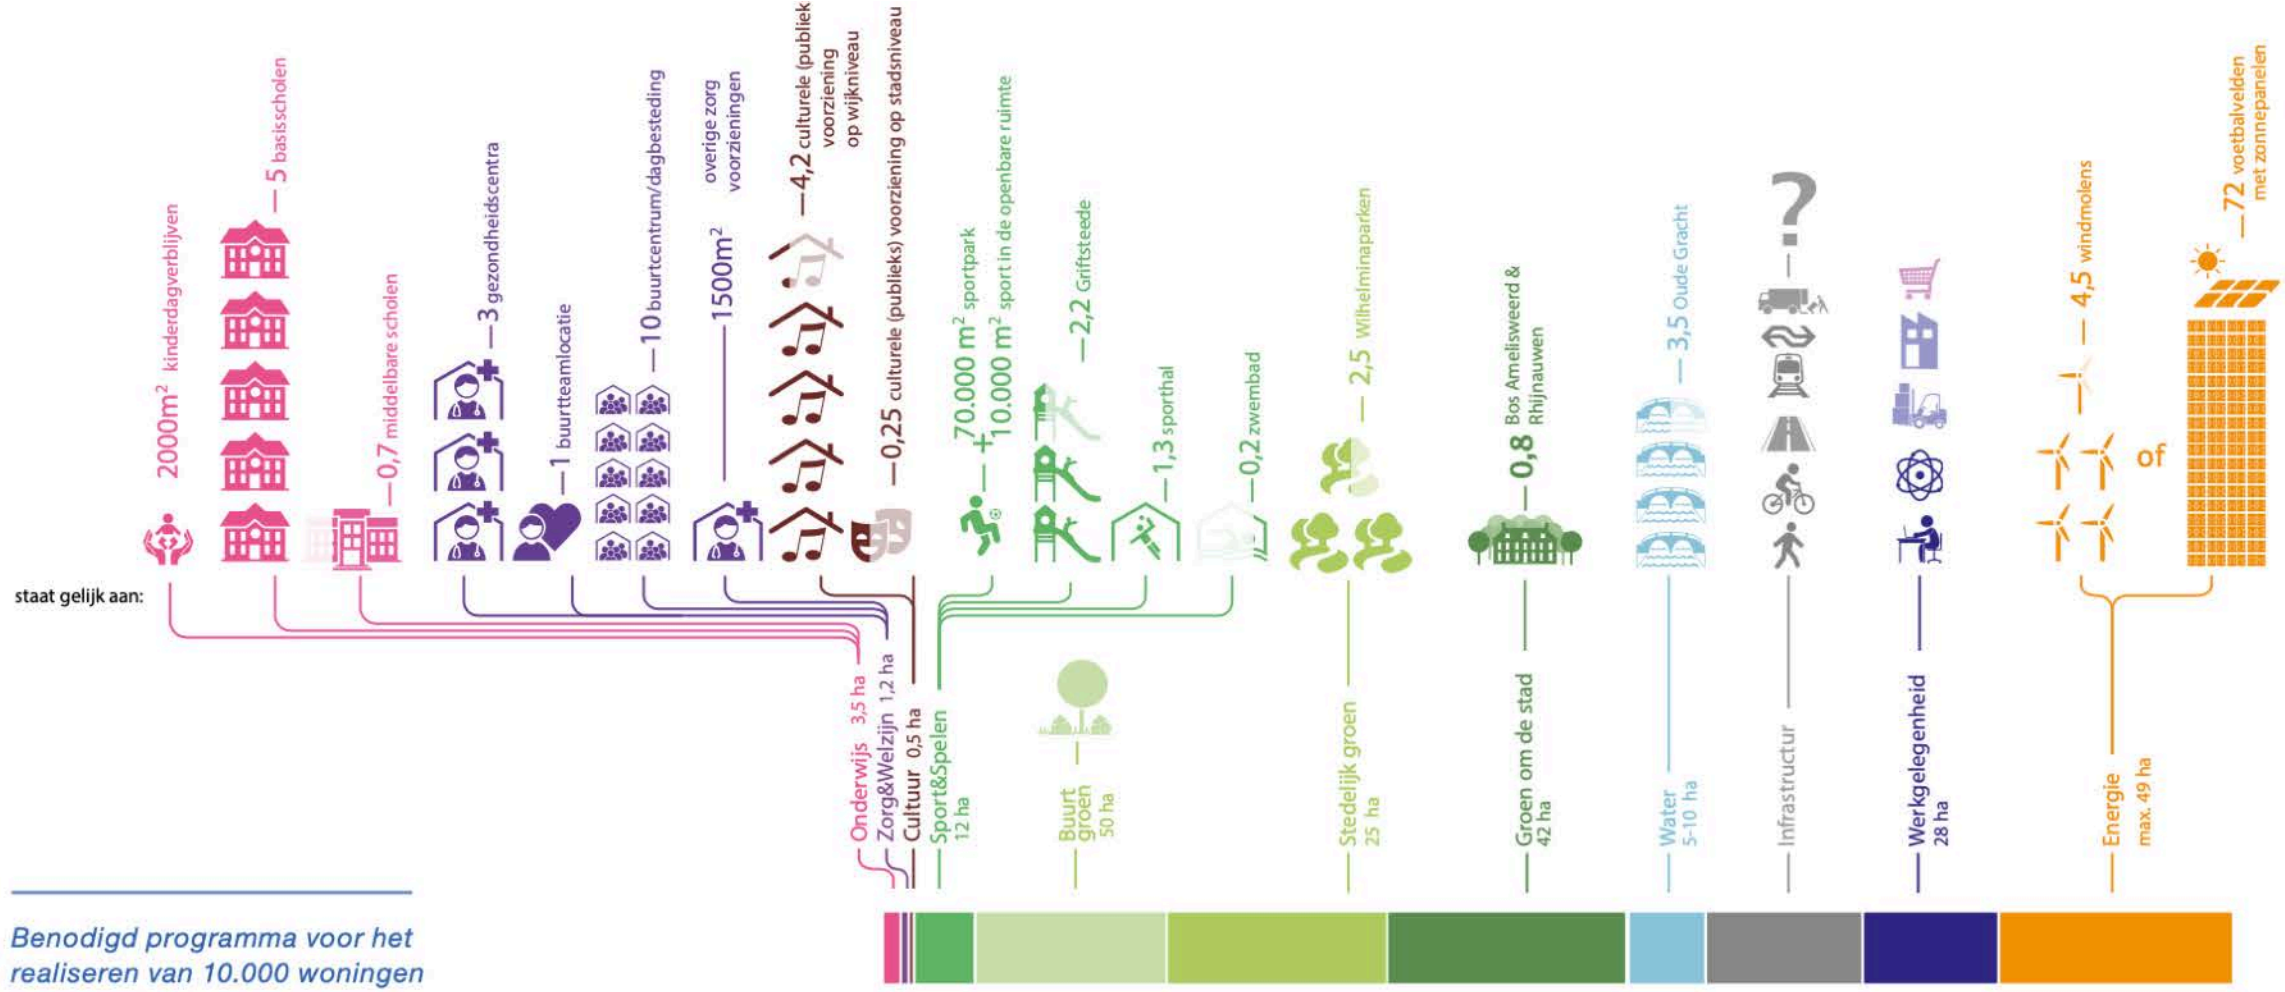 2000m² kinderdagverblijven
5 basisscholen
0,7 middelbare scholen
3 gezondheidscentra
1 buurtteamlocatie
10 buurtcentrum/dagbesteding
1500m²
overige zorg
voorzieningen
4,2 culturele (publiek
voorziening
op wijkniveau
0,25 culturele (publieks) voorziening op stadsniveau
70.000 m² sportpark
+
10.000 m² sport in de openbare ruimte
2,2 Griftsteede
1,3 sporthal
0,2 zwembad
2,5 Wilhelminaparken
0,8 Bos Amelisweerd &
Rhijnauwen
3,5 Oude Gracht
?
4,5 windmolens
of
72 voetbalvelden
met zonnepanelen
staat gelijk aan:
Onderwijs 3,5 ha
Zorg&Welzijn 1,2 ha
Cultuur 0,5 ha
Sport&Spelen
12 ha
Buurt
groen
50 ha
Stedelijk groen
25 ha
Groen om de stad
42 ha
Water
5-10 ha
Infrastructur
Werkgelegenheid
28 ha
Energie
max. 49 ha
Benodigd programma voor het
realiseren van 10.000 woningen